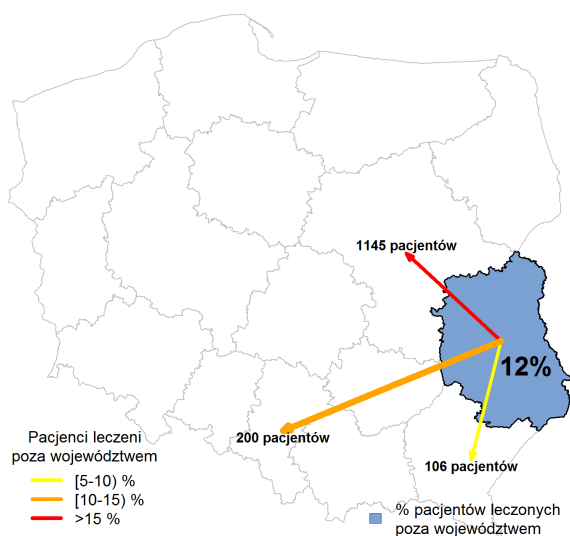 1145 pacjentów
12%
200 pacjentów
106 pacjentów
Pacjenci leczeni
poza województwem
[5-10) %
[10-15) %
>15 %
% pacjentów leczonych
poza województwem